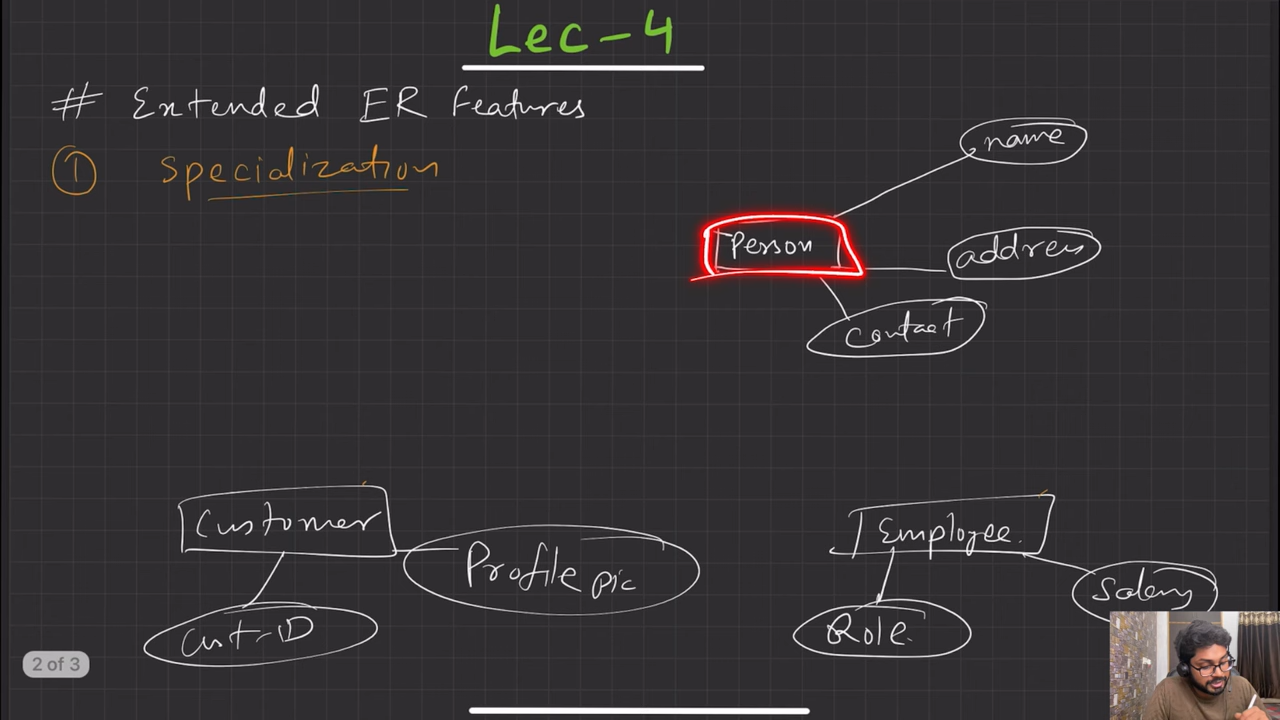 Lec-4
# Extended ER Features
① Specialization
name
Person
address
contact
Customer
Profile pic
Cust-ID
Employee.
Salary
Role.
2 of 3